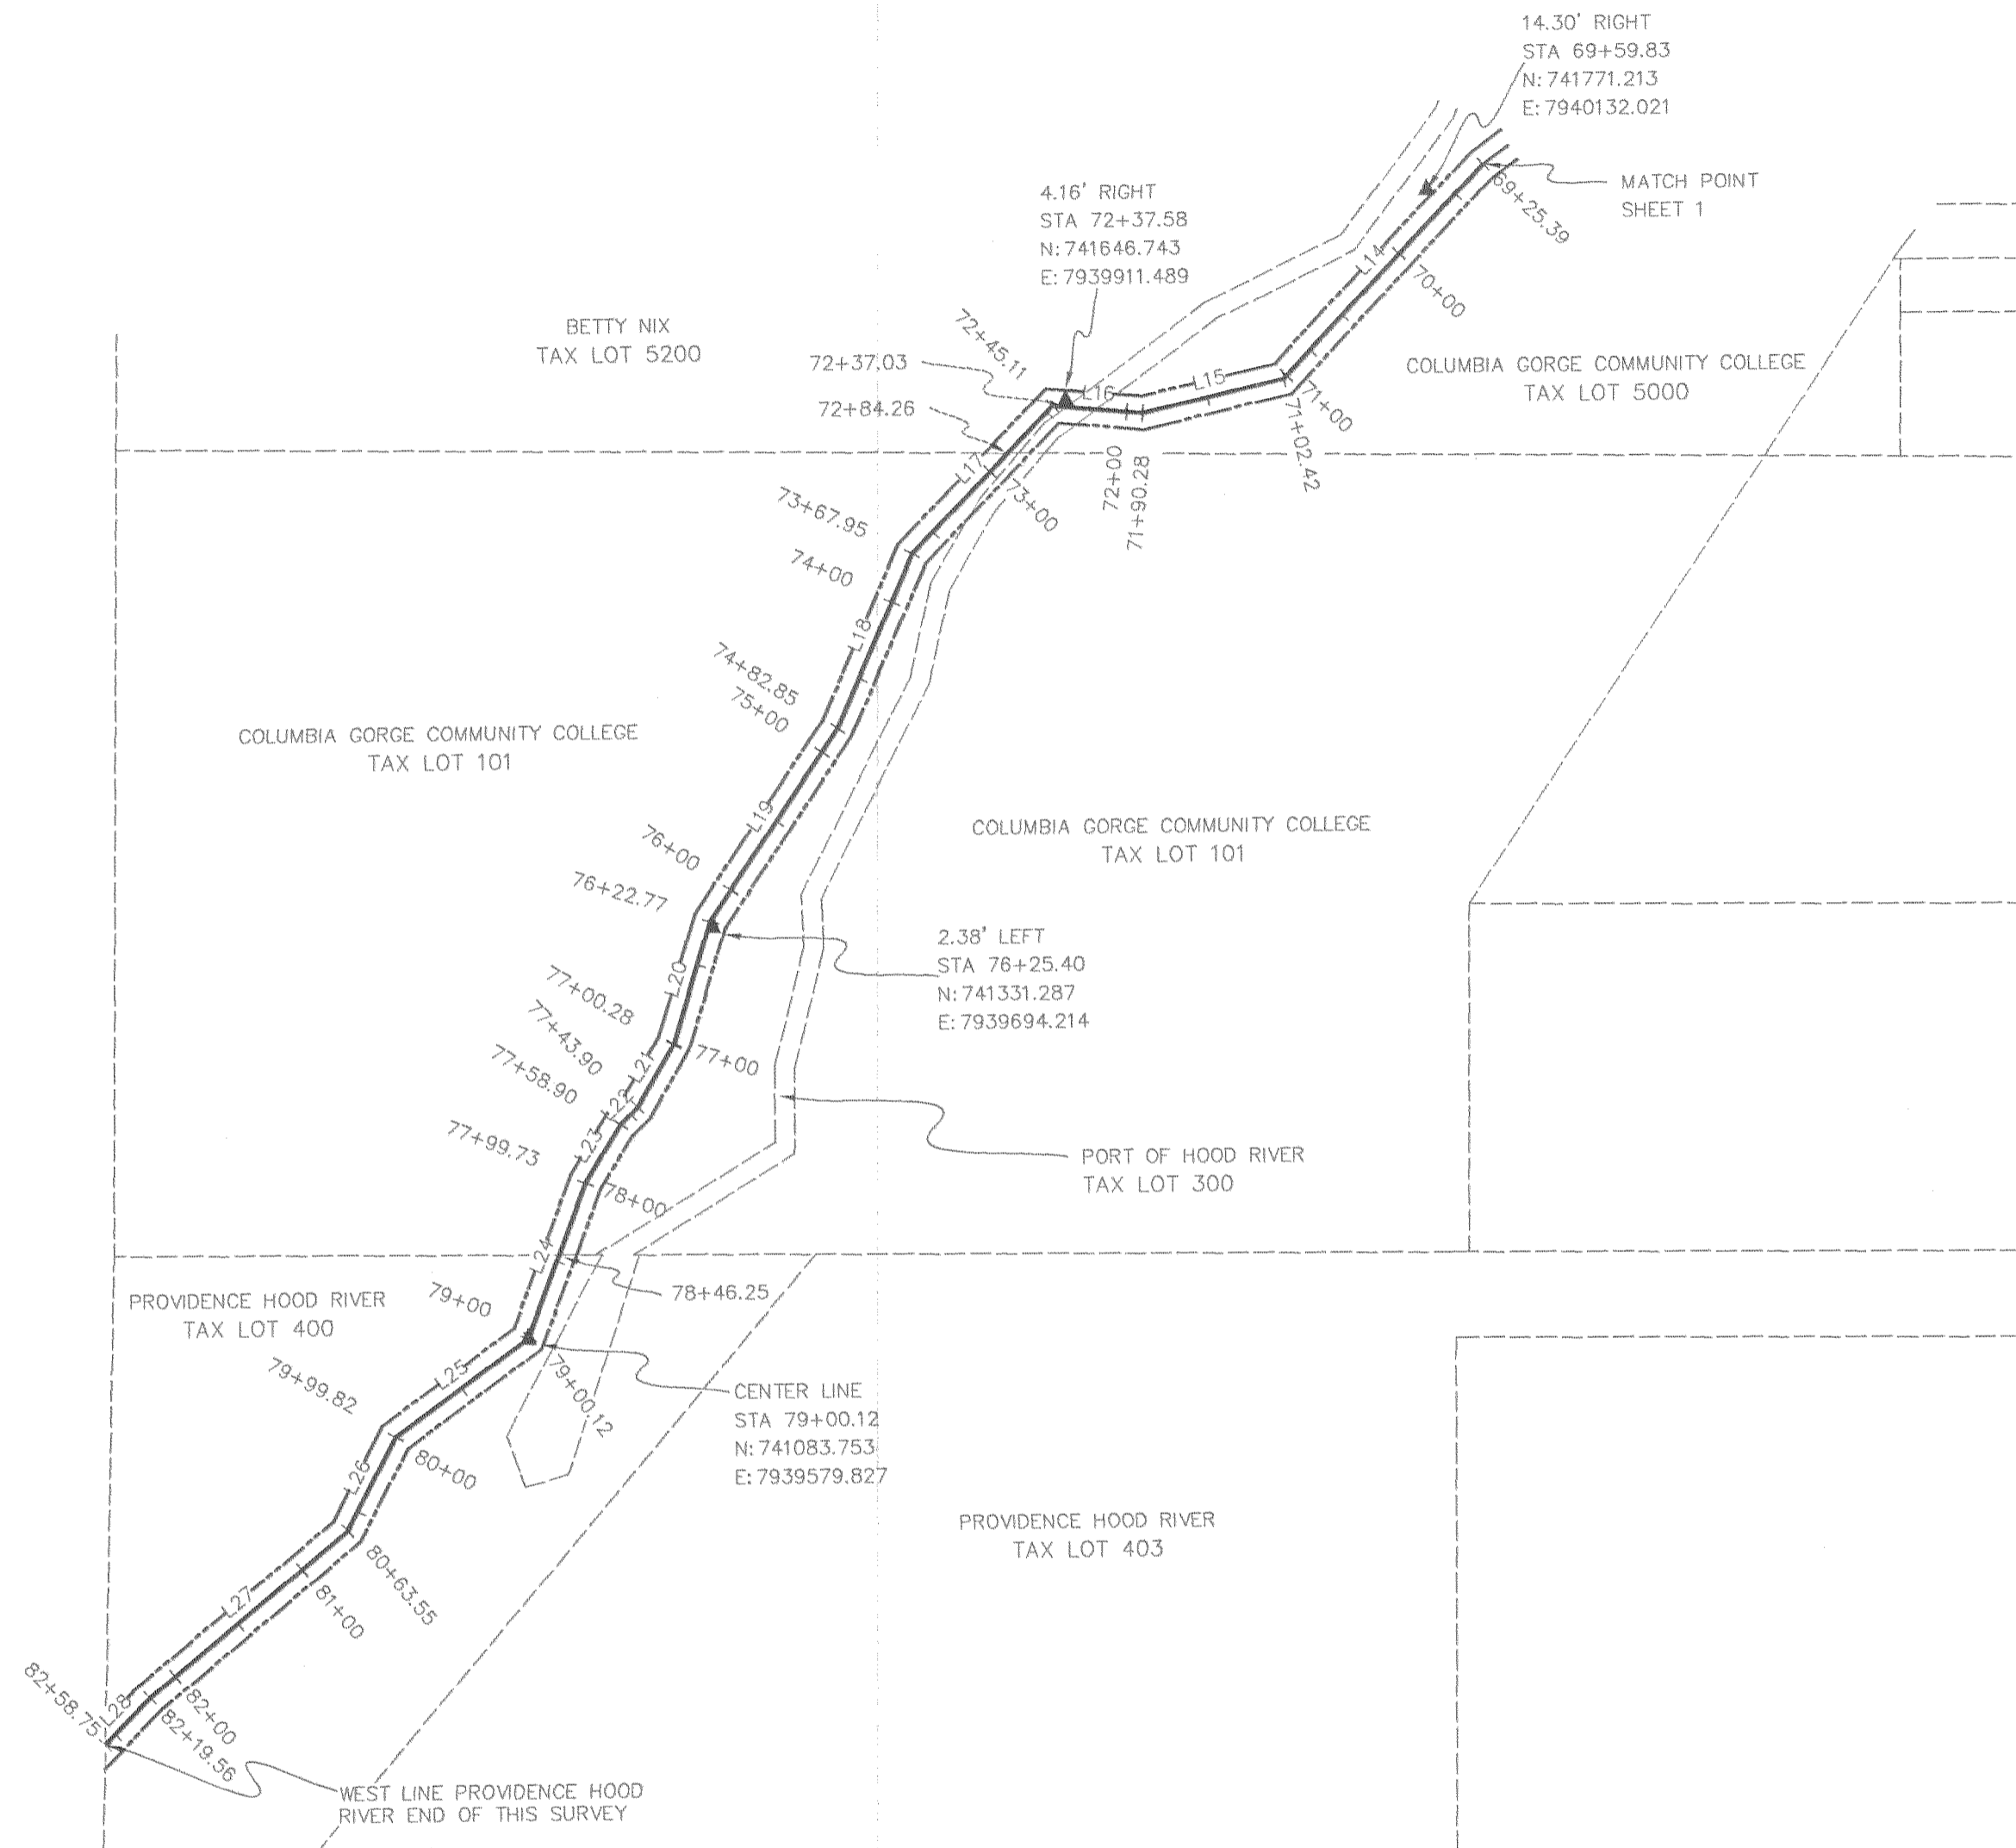 14.30' RIGHT
STA 69+59.83
N: 741771.213
E: 7940132.021
MATCH POINT
SHEET 1
69+25.39
4.16' RIGHT
STA 72+37.58
N: 741646.743
E: 7939911.489
L14
70+00
BETTY NIX
TAX LOT 5200
72+45.11
72+37.03
72+84.26
L16
L15
COLUMBIA GORGE COMMUNITY COLLEGE
TAX LOT 5000
71+00
71+02.42
72+00
71+90.28
L17
73+00
73+67.95
74+00
L18
74+82.85
75+00
COLUMBIA GORGE COMMUNITY COLLEGE
TAX LOT 101
L19
76+00
76+22.77
COLUMBIA GORGE COMMUNITY COLLEGE
TAX LOT 101
2.38' LEFT
STA 76+25.40
N: 741331.287
E: 7939694.214
L20
77+00.28
77+43.90
77+58.90
77+99.73
77+00
L21
L22
L23
PORT OF HOOD RIVER
TAX LOT 300
78+00
L24
78+46.25
79+00
PROVIDENCE HOOD RIVER
TAX LOT 400
79+99.82
L25
79+00.12
CENTER LINE
STA 79+00.12
N: 741083.753
E: 7939579.827
80+00
L26
PROVIDENCE HOOD RIVER
TAX LOT 403
80+63.55
81+00
L27
82+58.75
L28
82+00
82+19.56
WEST LINE PROVIDENCE HOOD
RIVER END OF THIS SURVEY